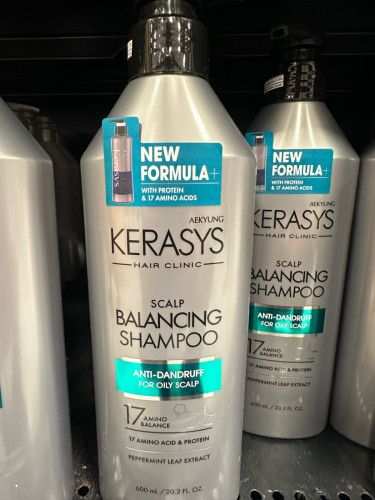 NEW
FORMULA+
WITH PROTEIN
& 17 AMINO ACIDS
Kerasys
AEKYUNG
KERASYS
HAIR CLINIC
SCALP
BALANCING
SHAMPOO
ANTI-DANDRUFF
FOR OILY SCALP
17 AMINO
BALANCE
17 AMINO ACID & PROTEIN
PEPPERMINT LEAF EXTRACT
600 mL / 20.2 FL. OZ
NEW
FORMULA+
WITH PROTEIN
& 17 AMINO ACIDS
AEKYUNG
KERASYS
HAIR CLINIC
SCALP
BALANCING
SHAMPOO
ANTI-DANDRUFF
FOR OILY SCALP
17 AMINO
BALANCE
17 AMINO ACID & PROTEIN
PEPPERMINT LEAF EXTRACT
600 mL / 20.2 FL. OZ